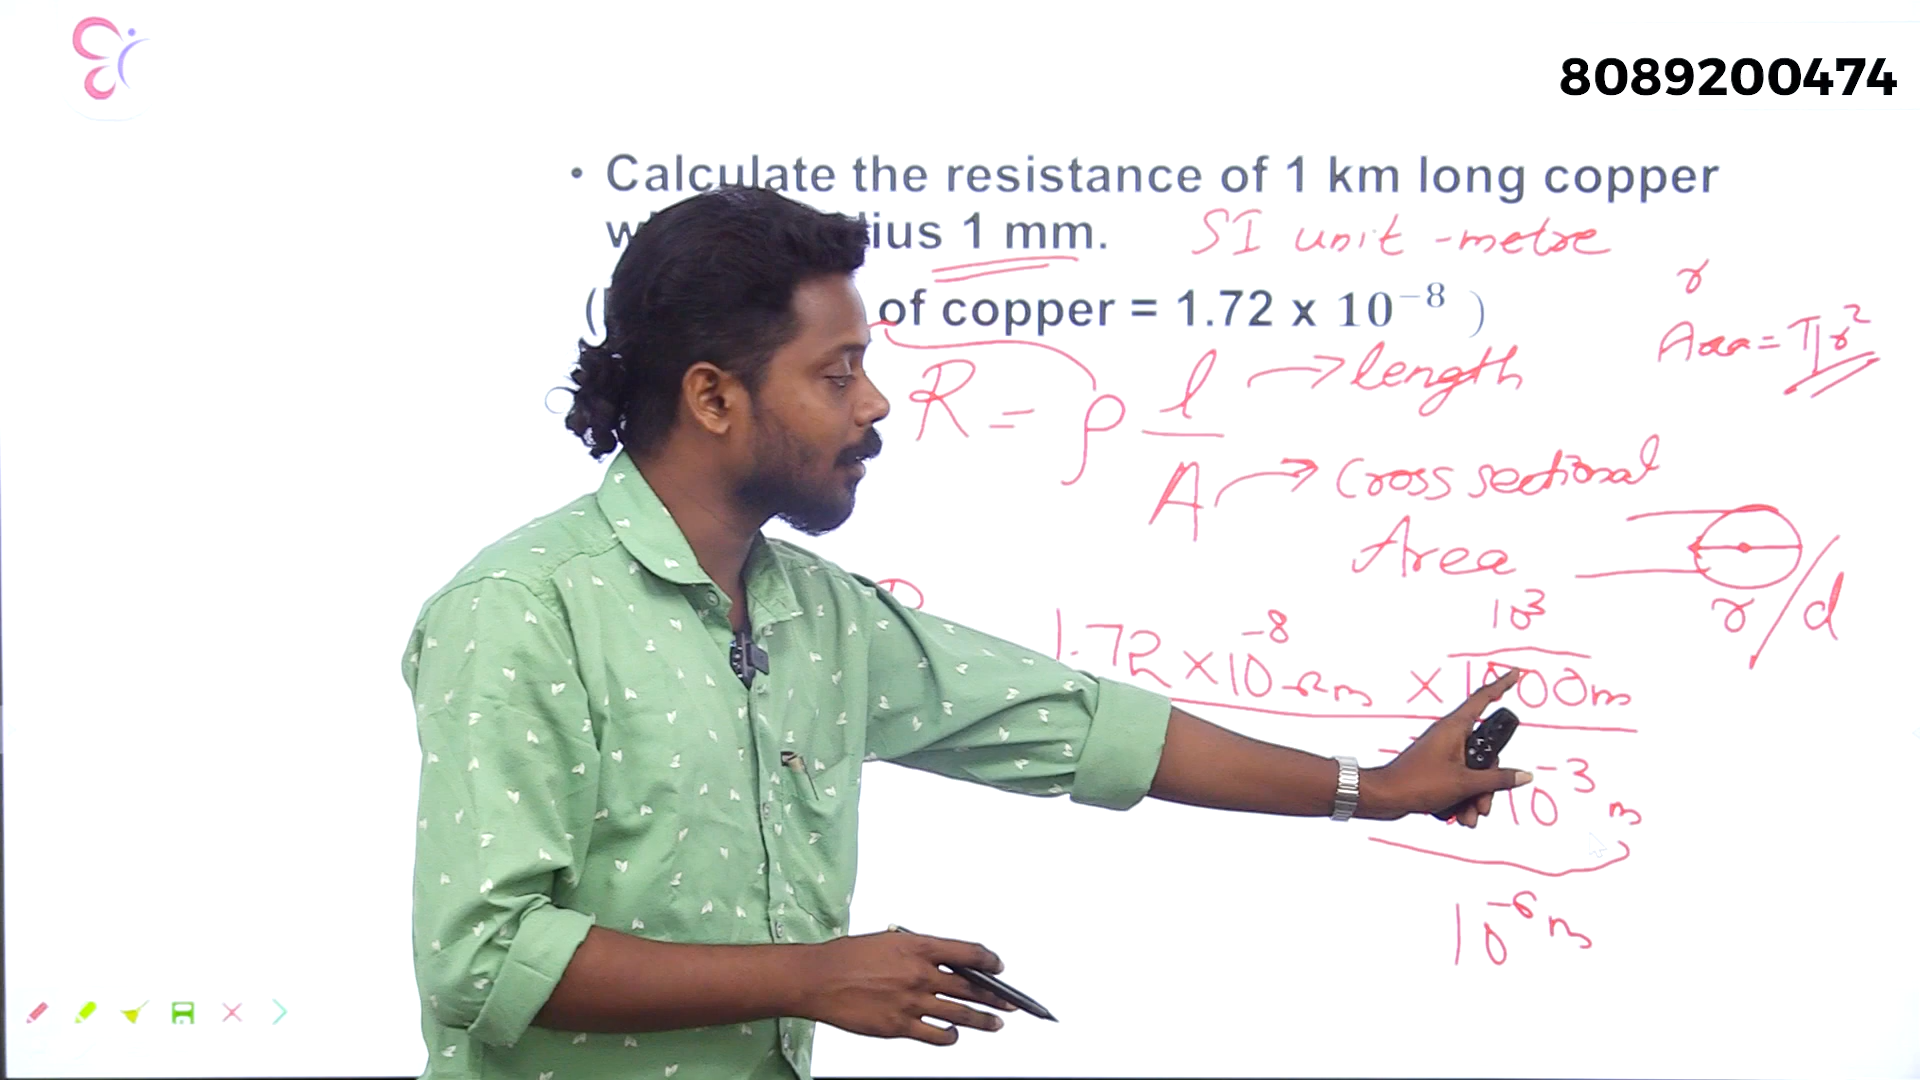 8089200474
• Calculate the resistance of 1 km long copper
ius 1 mm. SI unit - metre
( of copper = 1.72 x 10⁻⁸ )
r
Area = πr²
R = ρ l / A
→ length
→ Cross sectional
Area
r / d
10³
1.72 × 10⁻⁸ Ωm × 1000m
10⁻³ m
10⁻⁶ m